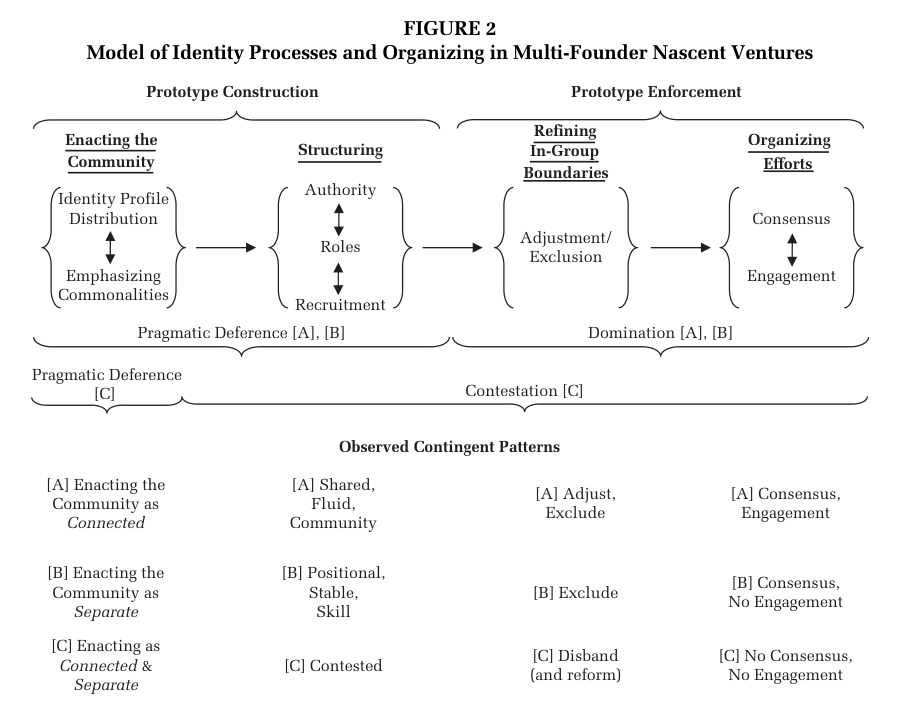 FIGURE 2
Model of Identity Processes and Organizing in Multi-Founder Nascent Ventures
Prototype Construction
Prototype Enforcement
Enacting the
Community
Structuring
Refining
In-Group
Boundaries
Organizing
Efforts
Identity Profile
Distribution
Emphasizing
Commonalities
Authority
Roles
Recruitment
Adjustment/
Exclusion
Consensus
Engagement
Pragmatic Deference [A], [B]
Domination [A], [B]
Pragmatic Deference
[C]
Contestation [C]
Observed Contingent Patterns
[A] Enacting the
Community as
Connected
[A] Shared,
Fluid,
Community
[A] Adjust,
Exclude
[A] Consensus,
Engagement
[B] Enacting the
Community as
Separate
[B] Positional,
Stable,
Skill
[B] Exclude
[B] Consensus,
No Engagement
[C] Enacting as
Connected &
Separate
[C] Contested
[C] Disband
(and reform)
[C] No Consensus,
No Engagement